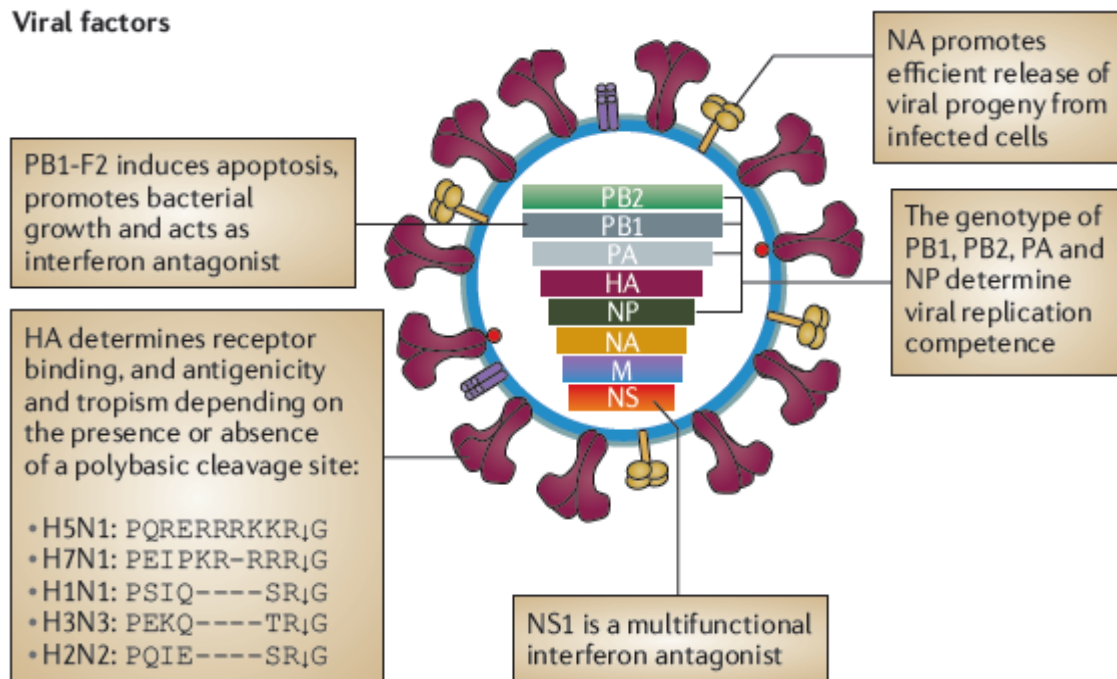 Viral factors
NA promotes
efficient release of
viral progeny from
infected cells
PB1-F2 induces apoptosis,
promotes bacterial
growth and acts as
interferon antagonist
PB2
PB1
PA
HA
NP
NA
M
NS
The genotype of
PB1, PB2, PA and
NP determine
viral replication
competence
HA determines receptor
binding, and antigenicity
and tropism depending on
the presence or absence
of a polybasic cleavage site:
• H5N1: PQRERRRKKR↓G
• H7N1: PEIPKR-RRR↓G
• H1N1: PSIQ----SR↓G
• H3N3: PEKQ----TR↓G
• H2N2: PQIE----SR↓G
NS1 is a multifunctional
interferon antagonist